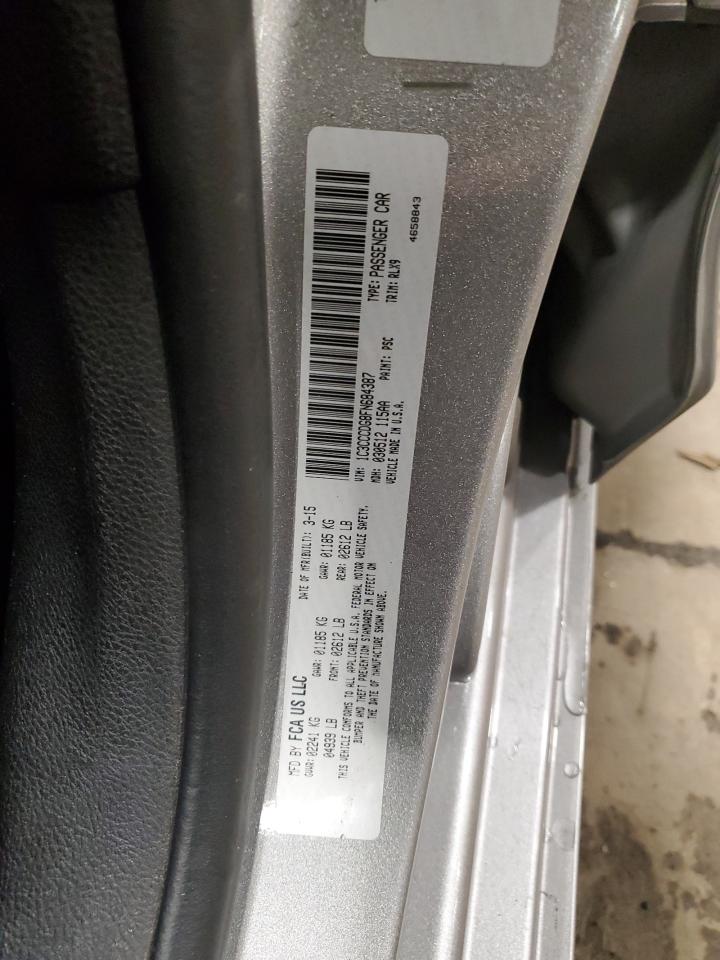 MFD BY FCA US LLC
DATE OF MFR(BUILT): 3-15
GVWR: 02241 KG
04939 LB
GAWR: 01185 KG
FRONT: 02612 LB
GAWR: 01185 KG
REAR: 02612 LB
THIS VEHICLE CONFORMS TO ALL APPLICABLE U.S.A. FEDERAL MOTOR VEHICLE SAFETY,
BUMPER AND THEFT PREVENTION STANDARDS IN EFFECT ON
THE DATE OF MANUFACTURE SHOWN ABOVE.
VIN: 1C3CCCDG8FN684387
TYPE: PASSENGER CAR
MDH: 030512 115AA
PAINT: PSC
TRIM: RLX9
VEHICLE MADE IN U.S.A.
4658843